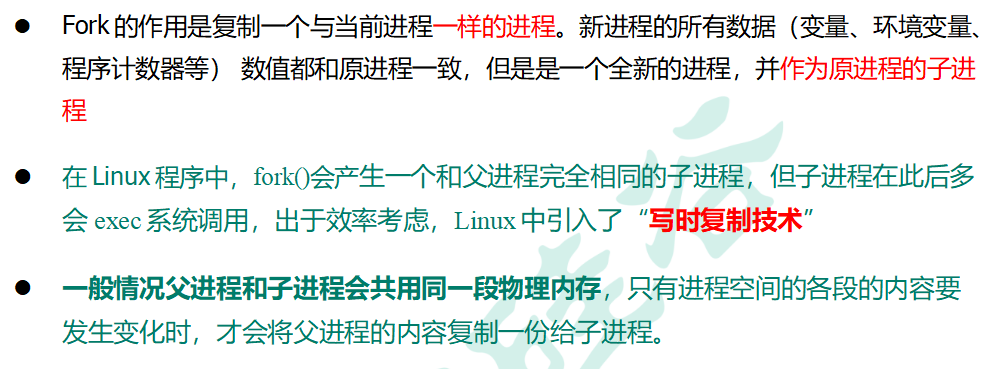 ● Fork 的作用是复制一个与当前进程一样的进程。新进程的所有数据（变量、环境变量、
程序计数器等） 数值都和原进程一致，但是是一个全新的进程，并作为原进程的子进
程
● 在 Linux 程序中，fork()会产生一个和父进程完全相同的子进程，但子进程在此后多
会 exec 系统调用，出于效率考虑，Linux 中引入了“写时复制技术”
● 一般情况父进程和子进程会共用同一段物理内存，只有进程空间的各段的内容要
发生变化时，才会将父进程的内容复制一份给子进程。